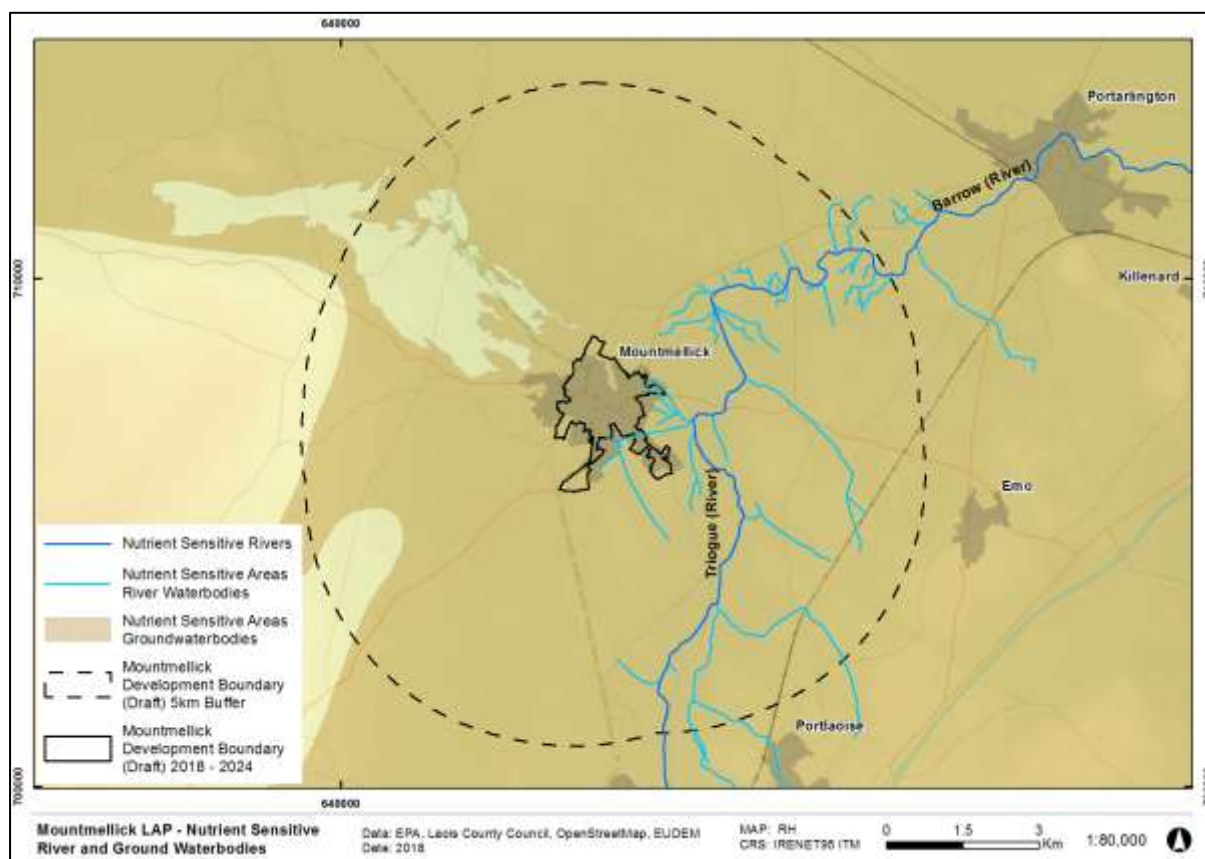 640000
Portarlington
Barrow (River)
710000
Killenard
Mountmellick
Emo
Triogue (River)
Nutrient Sensitive Rivers
Nutrient Sensitive Areas
River Waterbodies
Nutrient Sensitive Areas
Groundwaterbodies
Mountmellick
Development Boundary
(Draft) 5km Buffer
Mountmellick
Development Boundary
(Draft) 2018 - 2024
Portlaoise
700000
640000
Mountmellick LAP - Nutrient Sensitive
River and Ground Waterbodies
Data: EPA, Laois County Council, OpenStreetMap, EUDEM
Date: 2018
MAP: RH
CRS: IRENET95 ITM
0 1.5 3
Km
1:80,000